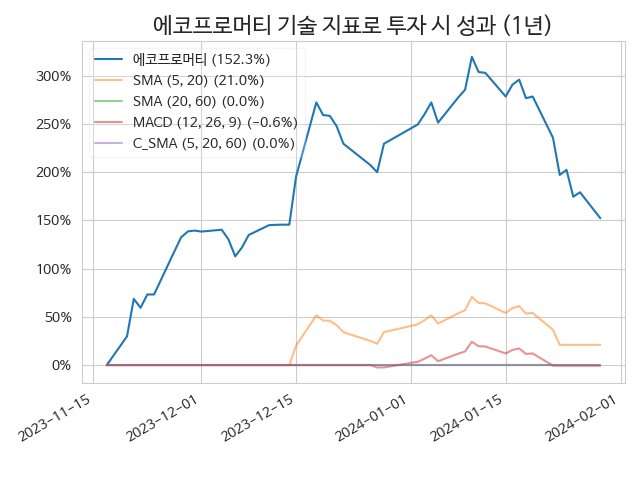 에코프로머티 기술 지표로 투자 시 성과 (1년)
에코프로머티 (152.3%)
SMA (5, 20) (21.0%)
SMA (20, 60) (0.0%)
MACD (12, 26, 9) (−0.6%)
C_SMA (5, 20, 60) (0.0%)
300%
250%
200%
150%
100%
50%
0%
2023−11−15
2023−12−01
2023−12−15
2024−01−01
2024−01−15
2024−02−01